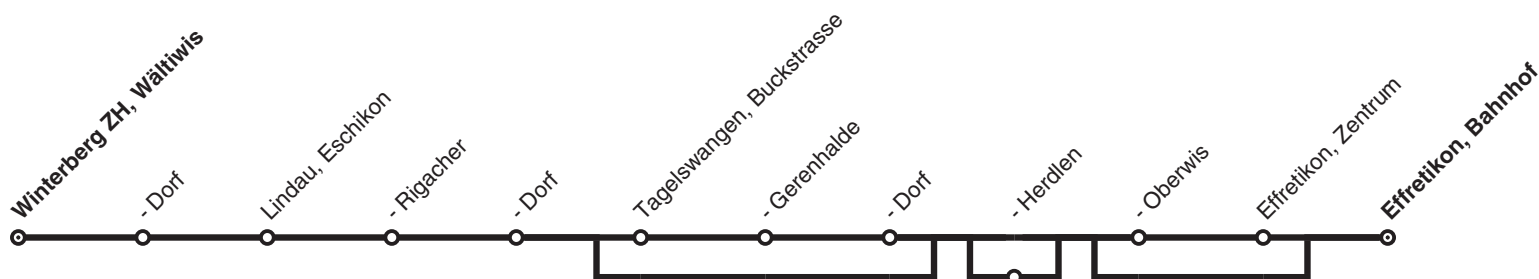 Winterberg ZH, Wältiwis
- Dorf
Lindau, Eschikon
- Rigacher
- Dorf
Tagelswangen, Buckstrasse
- Gerenhalde
- Dorf
- Herdlen
- Oberwis
Effretikon, Zentrum
Effretikon, Bahnhof